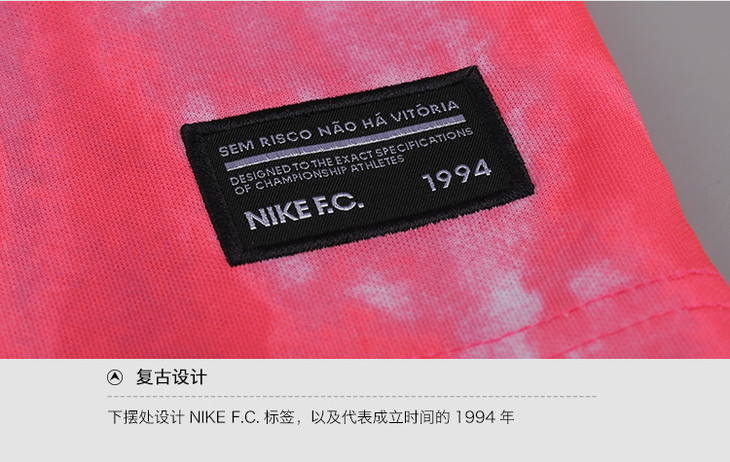 SEM RISCO NÃO HÁ VITÓRIA
DESIGNED TO THE EXACT SPECIFICATIONS
OF CHAMPIONSHIP ATHLETES
NIKE F.C. 1994
复古设计
下摆处设计 NIKE F.C. 标签，以及代表成立时间的 1994 年